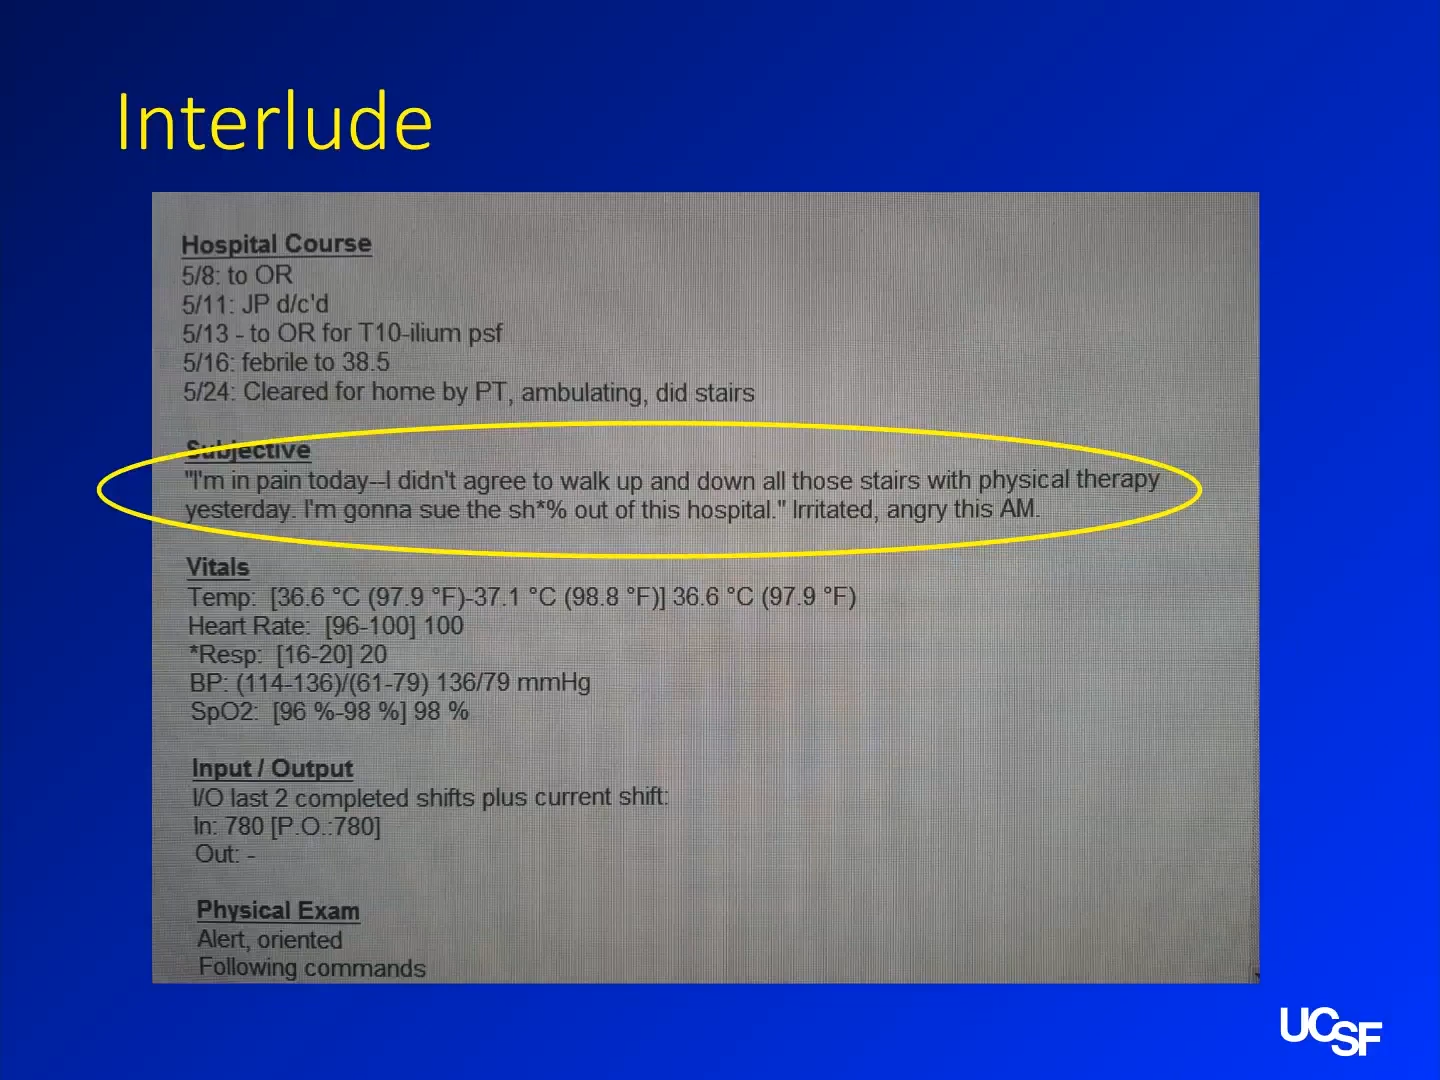 Interlude
Hospital Course
5/8: to OR
5/11: JP d/c'd
5/13 - to OR for T10-ilium psf
5/16: febrile to 38.5
5/24: Cleared for home by PT, ambulating, did stairs
Subjective
"I'm in pain today--I didn't agree to walk up and down all those stairs with physical therapy
yesterday. I'm gonna sue the sh*% out of this hospital." Irritated, angry this AM.
Vitals
Temp: [36.6 °C (97.9 °F)-37.1 °C (98.8 °F)] 36.6 °C (97.9 °F)
Heart Rate: [96-100] 100
*Resp: [16-20] 20
BP: (114-136)/(61-79) 136/79 mmHg
SpO2: [96 %-98 %] 98 %
Input / Output
I/O last 2 completed shifts plus current shift:
In: 780 [P.O.:780]
Out: -
Physical Exam
Alert, oriented
Following commands
UCSF